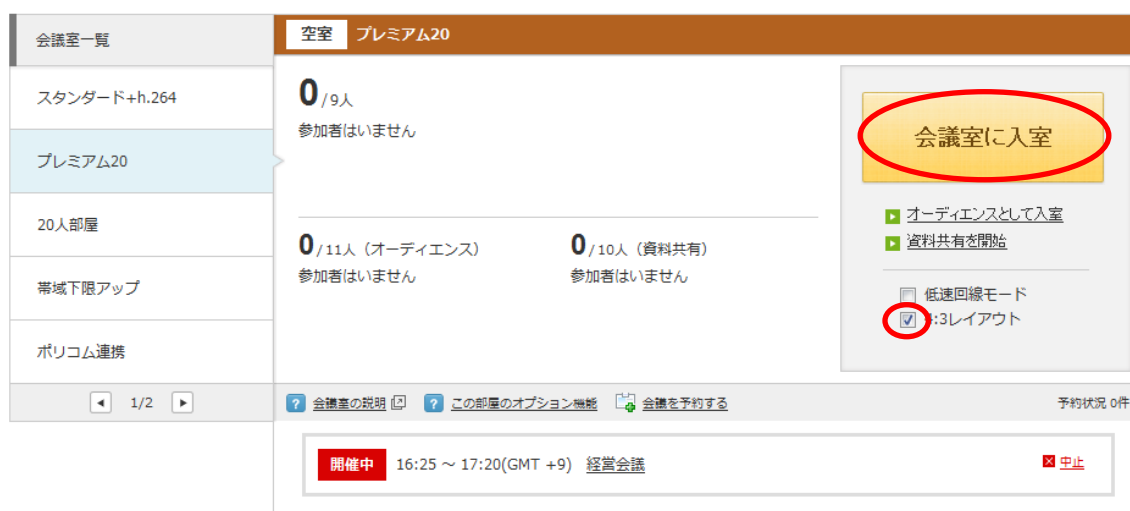 会議室一覧
スタンダード+h.264
プレミアム20
20人部屋
帯域下限アップ
ポリコム連携
1/2
空室 プレミアム20
0/9人
参加者はいません
0/11人（オーディエンス）
参加者はいません
0/10人（資料共有）
参加者はいません
会議室に入室
オーディエンスとして入室
資料共有を開始
低速回線モード
:3レイアウト
? 会議室の説明 ? この部屋のオプション機能 会議を予約する 予約状況 0件
開催中 16:25 ～ 17:20(GMT +9) 経営会議 中止